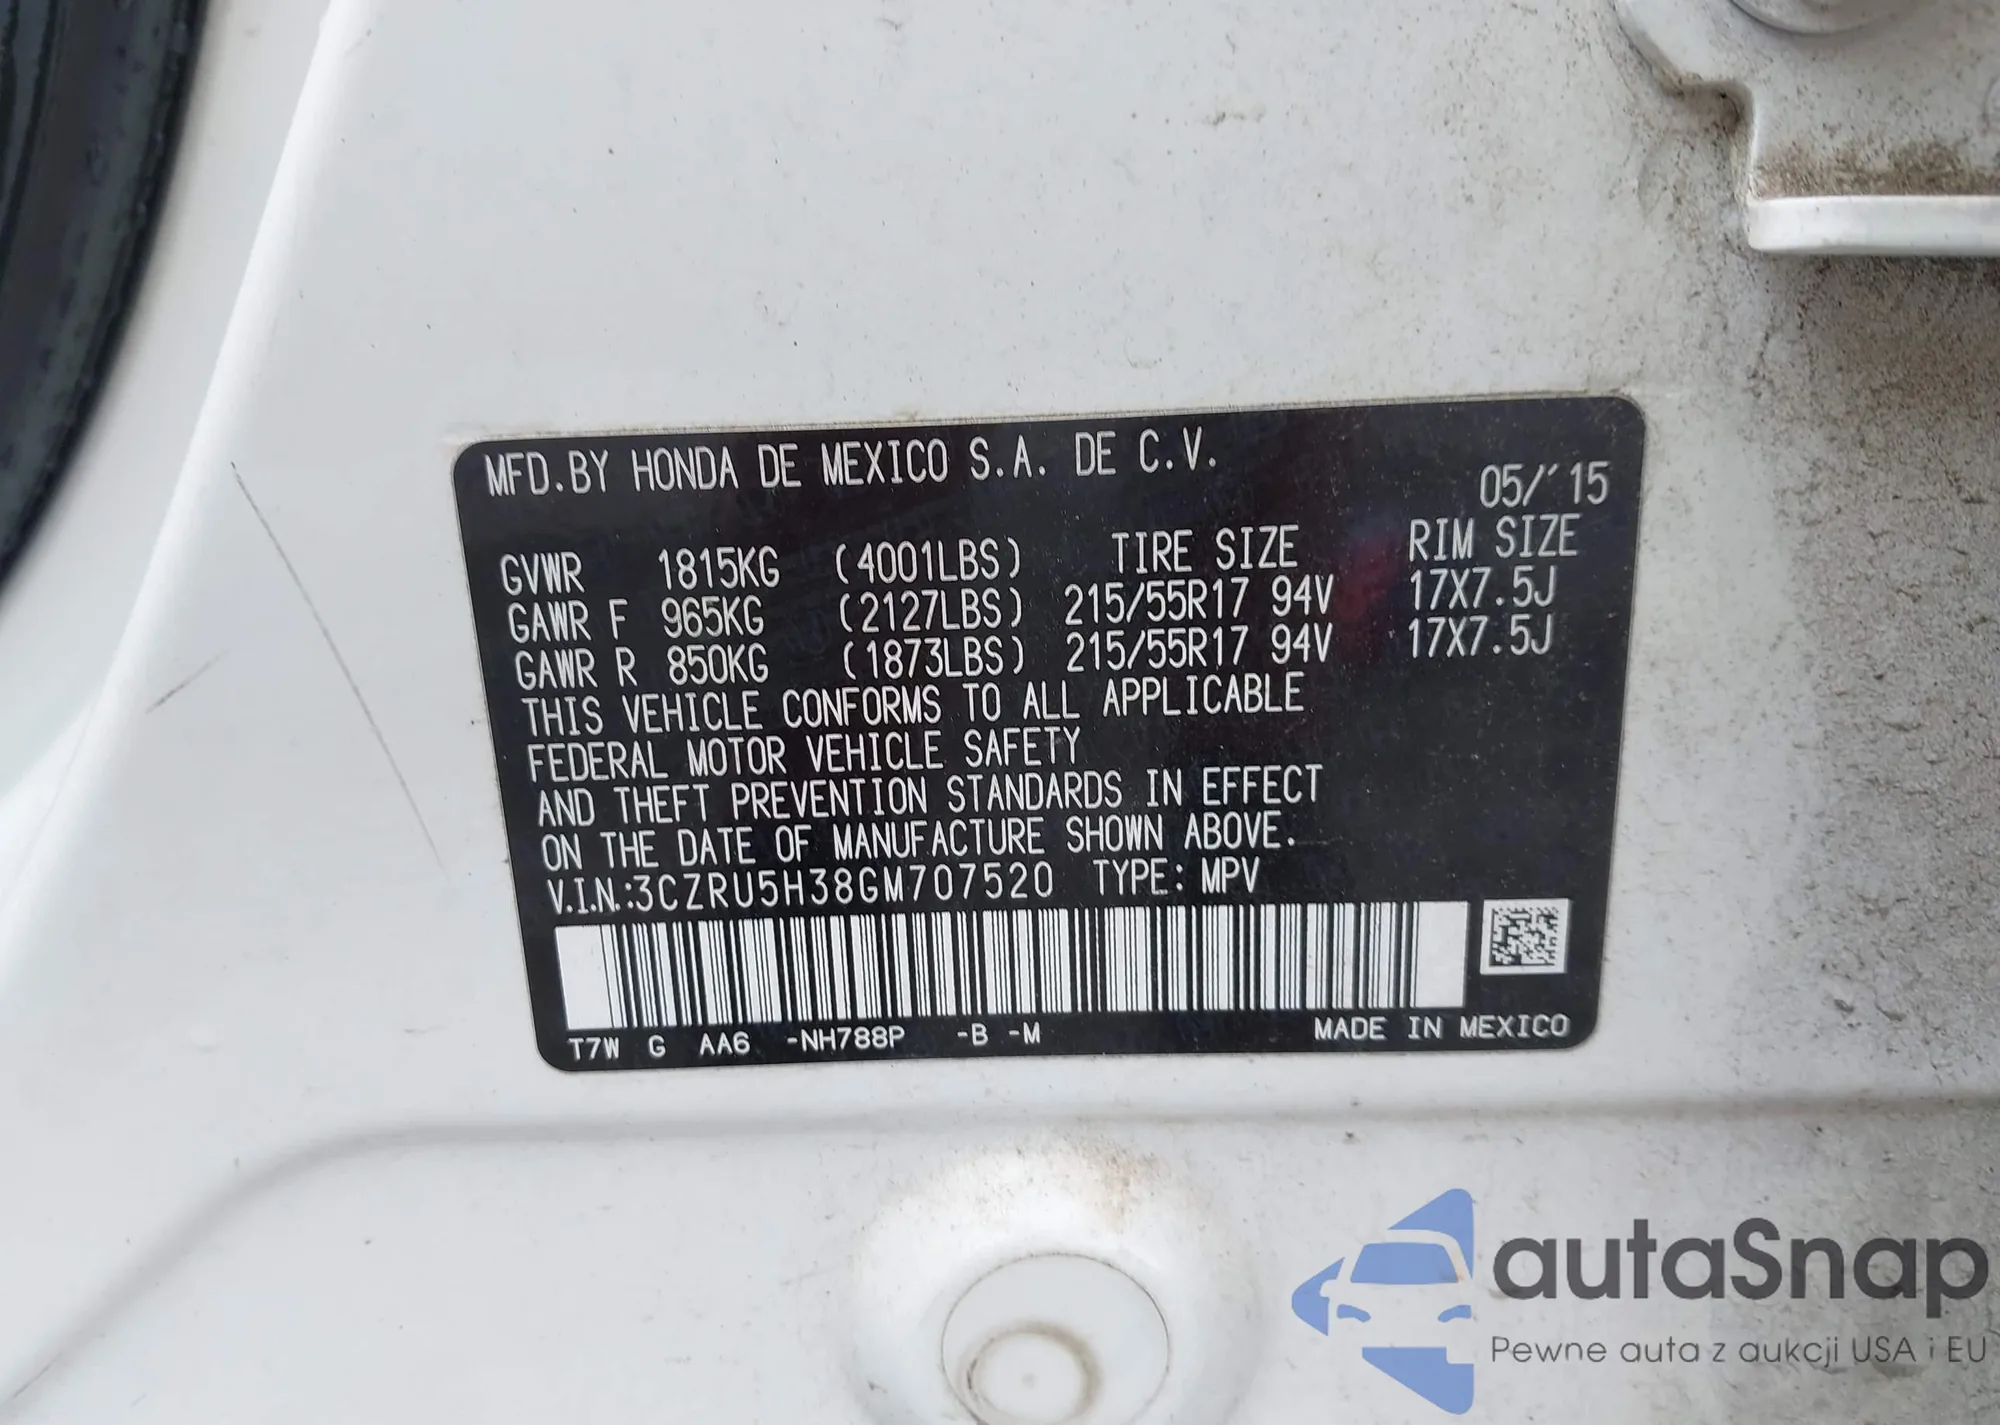 MFD.BY HONDA DE MEXICO S.A. DE C.V.
05/'15
GVWR 1815KG (4001LBS) TIRE SIZE RIM SIZE
GAWR F 965KG (2127LBS) 215/55R17 94V 17X7.5J
GAWR R 850KG (1873LBS) 215/55R17 94V 17X7.5J
THIS VEHICLE CONFORMS TO ALL APPLICABLE
FEDERAL MOTOR VEHICLE SAFETY
AND THEFT PREVENTION STANDARDS IN EFFECT
ON THE DATE OF MANUFACTURE SHOWN ABOVE.
V.I.N.:3CZRU5H38GM707520 TYPE: MPV
T7W G AA6 -NH788P -B -M MADE IN MEXICO
autaSnap
Pewne auta z aukcji USA i EU